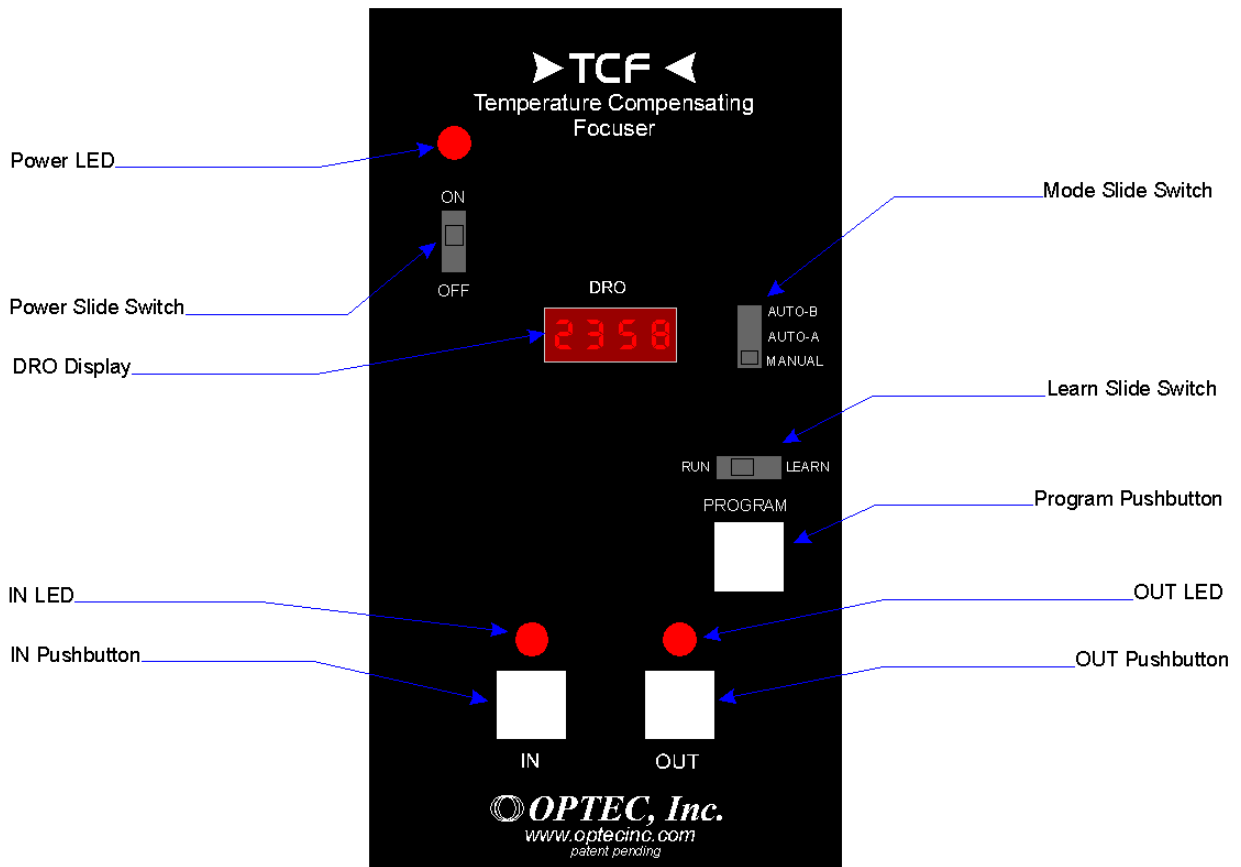 TCF
Temperature Compensating
Focuser
Power LED
ON
Mode Slide Switch
OFF
Power Slide Switch
DRO
AUTO-B
2358
AUTO-A
DRO Display
MANUAL
Learn Slide Switch
RUN
LEARN
PROGRAM
Program Pushbutton
IN LED
OUT LED
IN Pushbutton
OUT Pushbutton
IN
OUT
OPTEC, Inc.
www.optecinc.com
patent pending